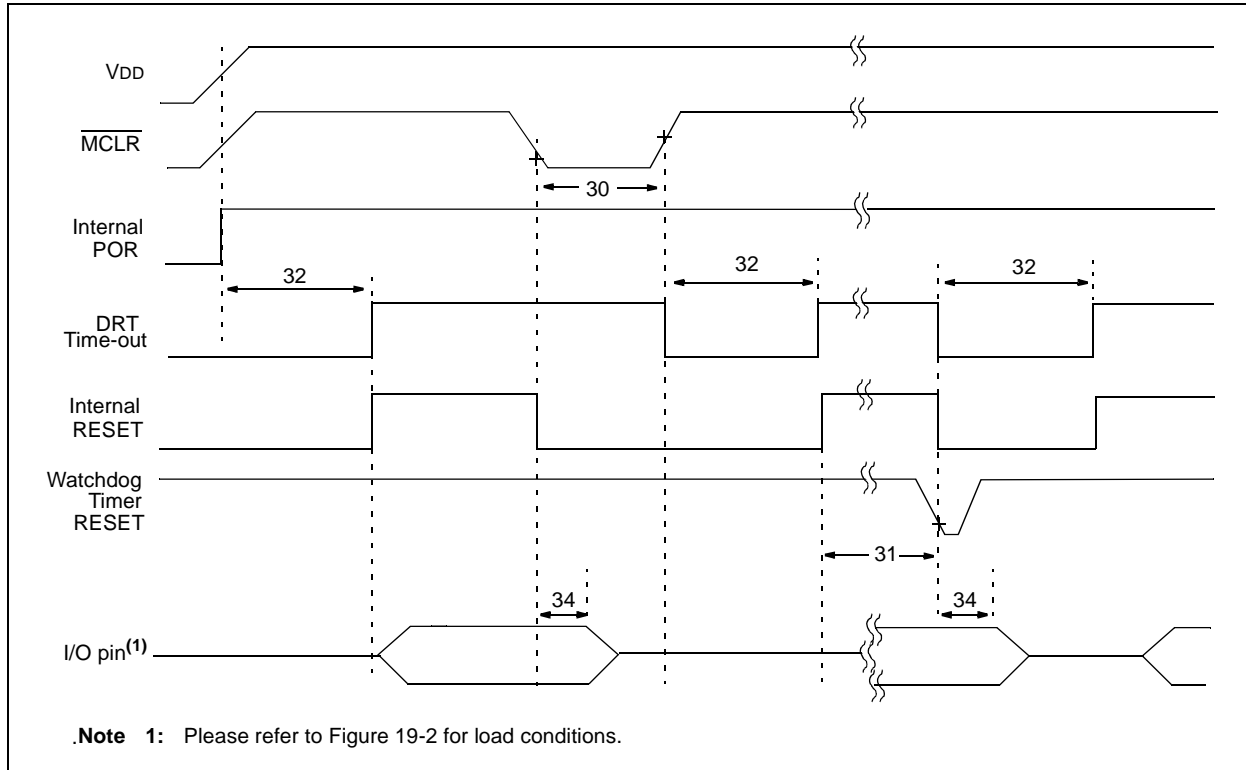 VDD
MCLR
30
Internal
POR
32
32
32
DRT
Time-out
Internal
RESET
Watchdog
Timer
RESET
31
34
34
I/O pin(1)
.Note 1: Please refer to Figure 19-2 for load conditions.